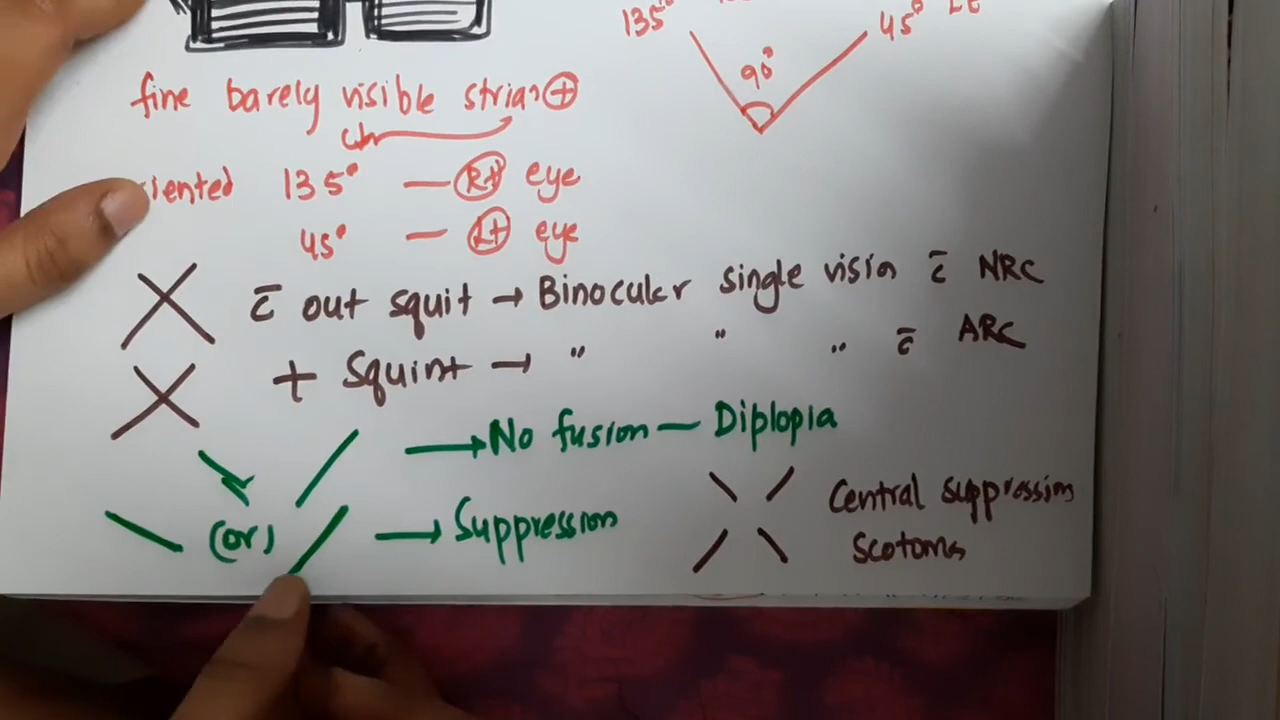 135°
45° Lt
90°
fine barely visible striae ⊕
riented 135° — Rt eye
45° — Lt eye
c̄ out squit → Binocular single vision c̄ NRC
+ Squint → " " " c̄ ARC
→ No fusion — Diplopia
(or) → Suppression
Central suppression
Scotoma